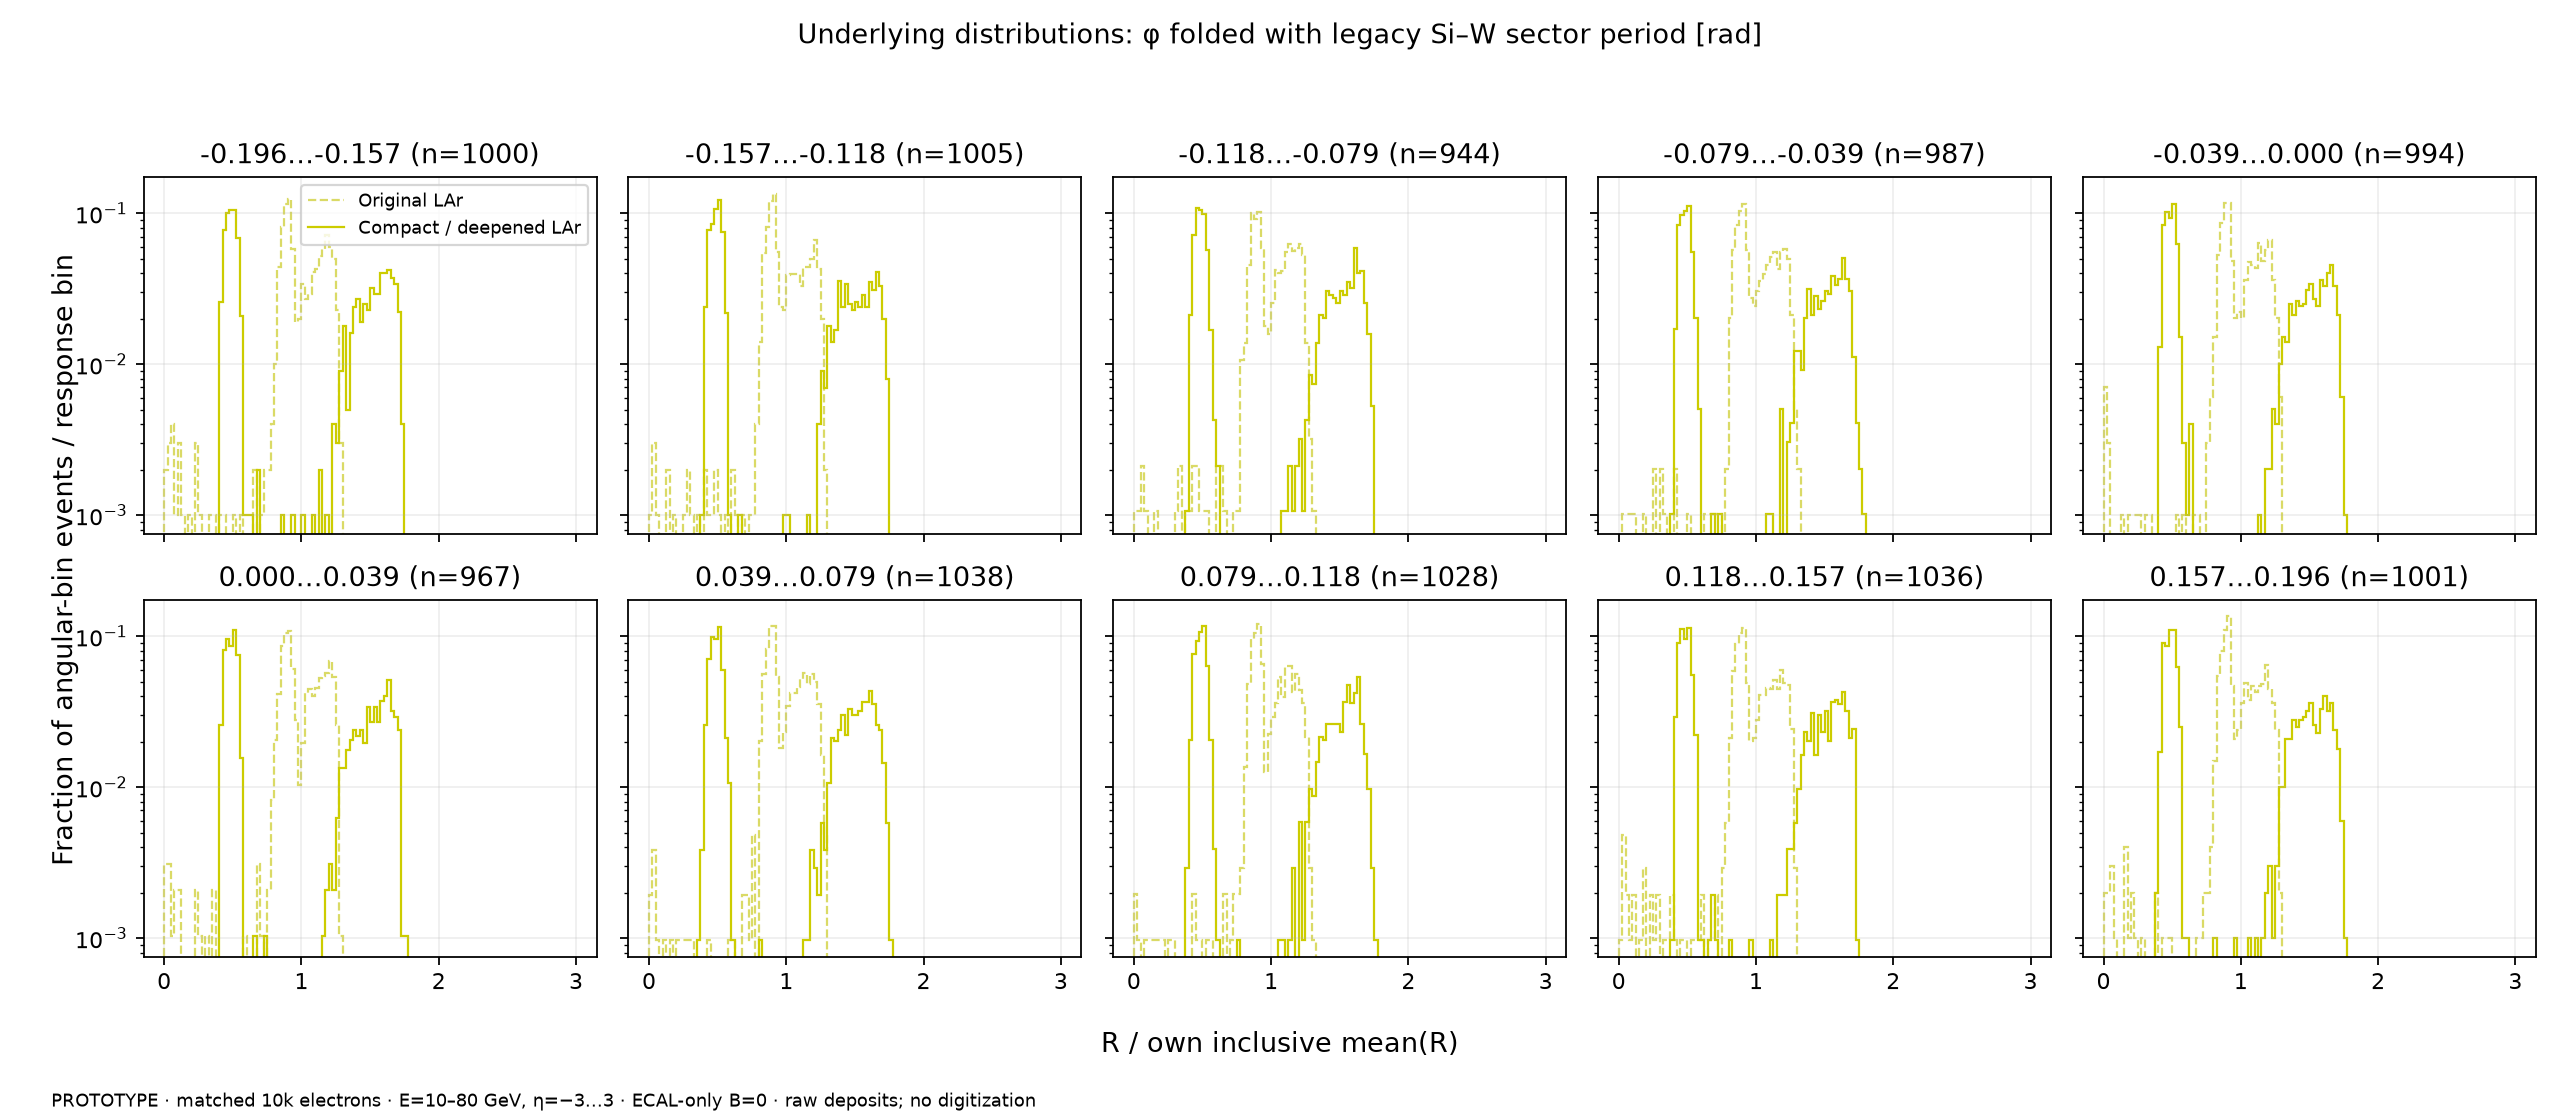 Underlying distributions: φ folded with legacy Si–W sector period [rad]
-0.196...-0.157 (n=1000)
-0.157...-0.118 (n=1005)
-0.118...-0.079 (n=944)
-0.079...-0.039 (n=987)
-0.039...0.000 (n=994)
Original LAr
Compact / deepened LAr
10⁻¹
10⁻²
10⁻³
Fraction of angular-bin events / response bin
0.000...0.039 (n=967)
0.039...0.079 (n=1038)
0.079...0.118 (n=1028)
0.118...0.157 (n=1036)
0.157...0.196 (n=1001)
10⁻¹
10⁻²
10⁻³
0 1 2 3
0 1 2 3
0 1 2 3
0 1 2 3
0 1 2 3
R / own inclusive mean(R)
PROTOTYPE · matched 10k electrons · E=10–80 GeV, η=−3...3 · ECAL-only B=0 · raw deposits; no digitization